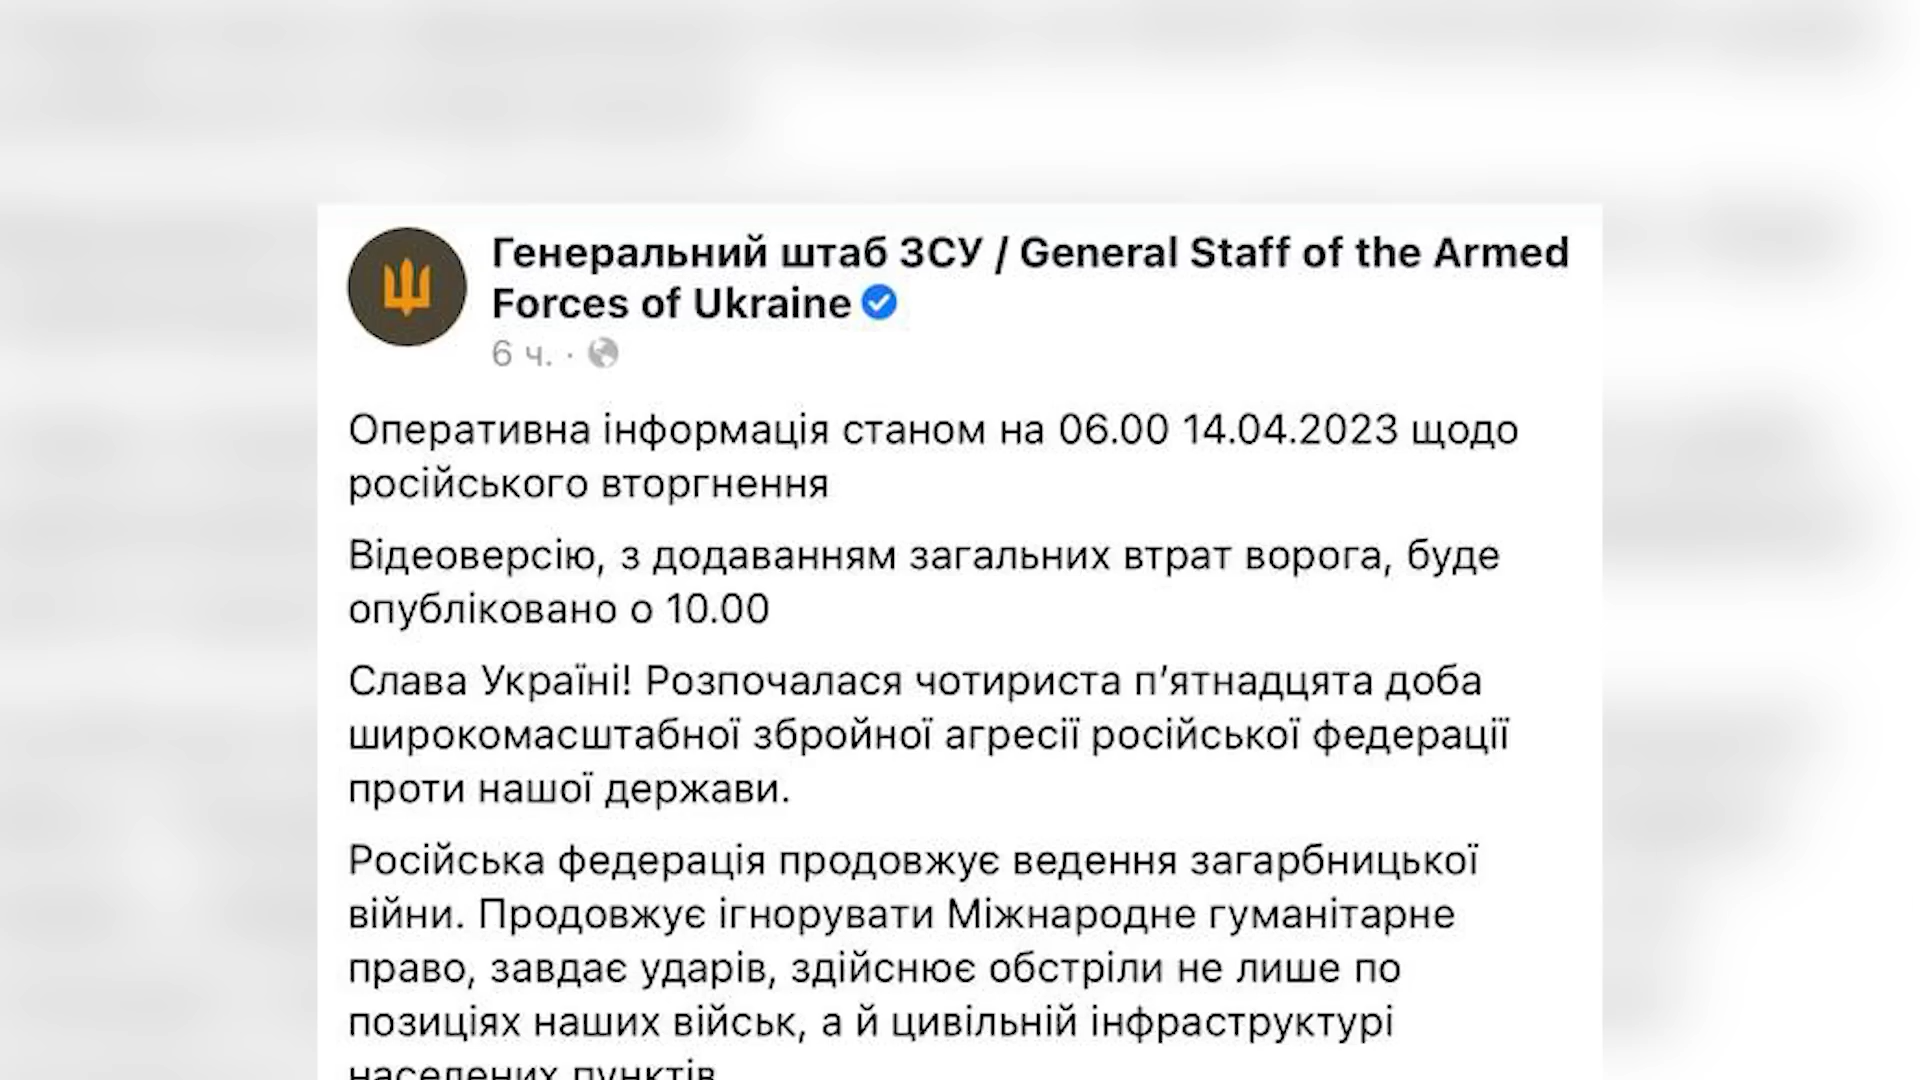 Генеральний штаб ЗСУ / General Staff of the Armed
Forces of Ukraine
6 ч. ·
Оперативна інформація станом на 06.00 14.04.2023 щодо
російського вторгнення
Відеоверсію, з додаванням загальних втрат ворога, буде
опубліковано о 10.00
Слава Україні! Розпочалася чотириста п’ятнадцята доба
широкомасштабної збройної агресії російської федерації
проти нашої держави.
Російська федерація продовжує ведення загарбницької
війни. Продовжує ігнорувати Міжнародне гуманітарне
право, завдає ударів, здійснює обстріли не лише по
позиціях наших військ, а й цивільній інфраструктурі
населених пунктів